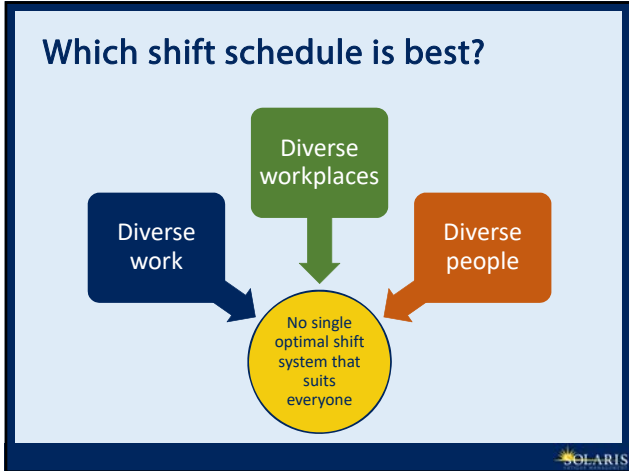 Which shift schedule is best?
Diverse
workplaces
Diverse
work
Diverse
people
No single
optimal shift
system that
suits
everyone
SOLARIS